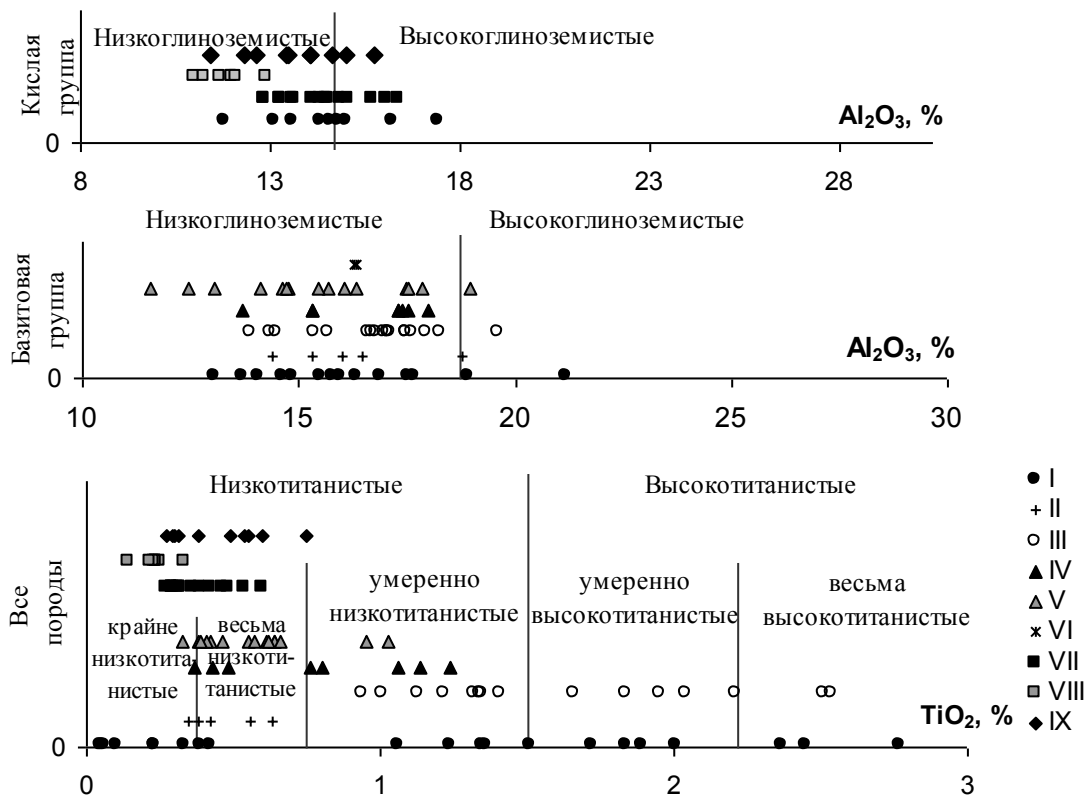 Кислая
группа
Низкоглиноземистые
Высокоглиноземистые
Al2O3, %
0
8 13 18 23 28
Базитовая
группа
Низкоглиноземистые
Высокоглиноземистые
VI
Al2O3, %
0
10 15 20 25 30
Все
породы
Низкотитанистые
Высокотитанистые
крайне
низкотита-
нистые
весьма
низкоти-
танистые
умеренно
низкотитанистые
умеренно
высокотитанистые
весьма
высокотитанистые
TiO2, %
0
0 1 2 3
I
II
III
IV
V
VI
VII
VIII
IX